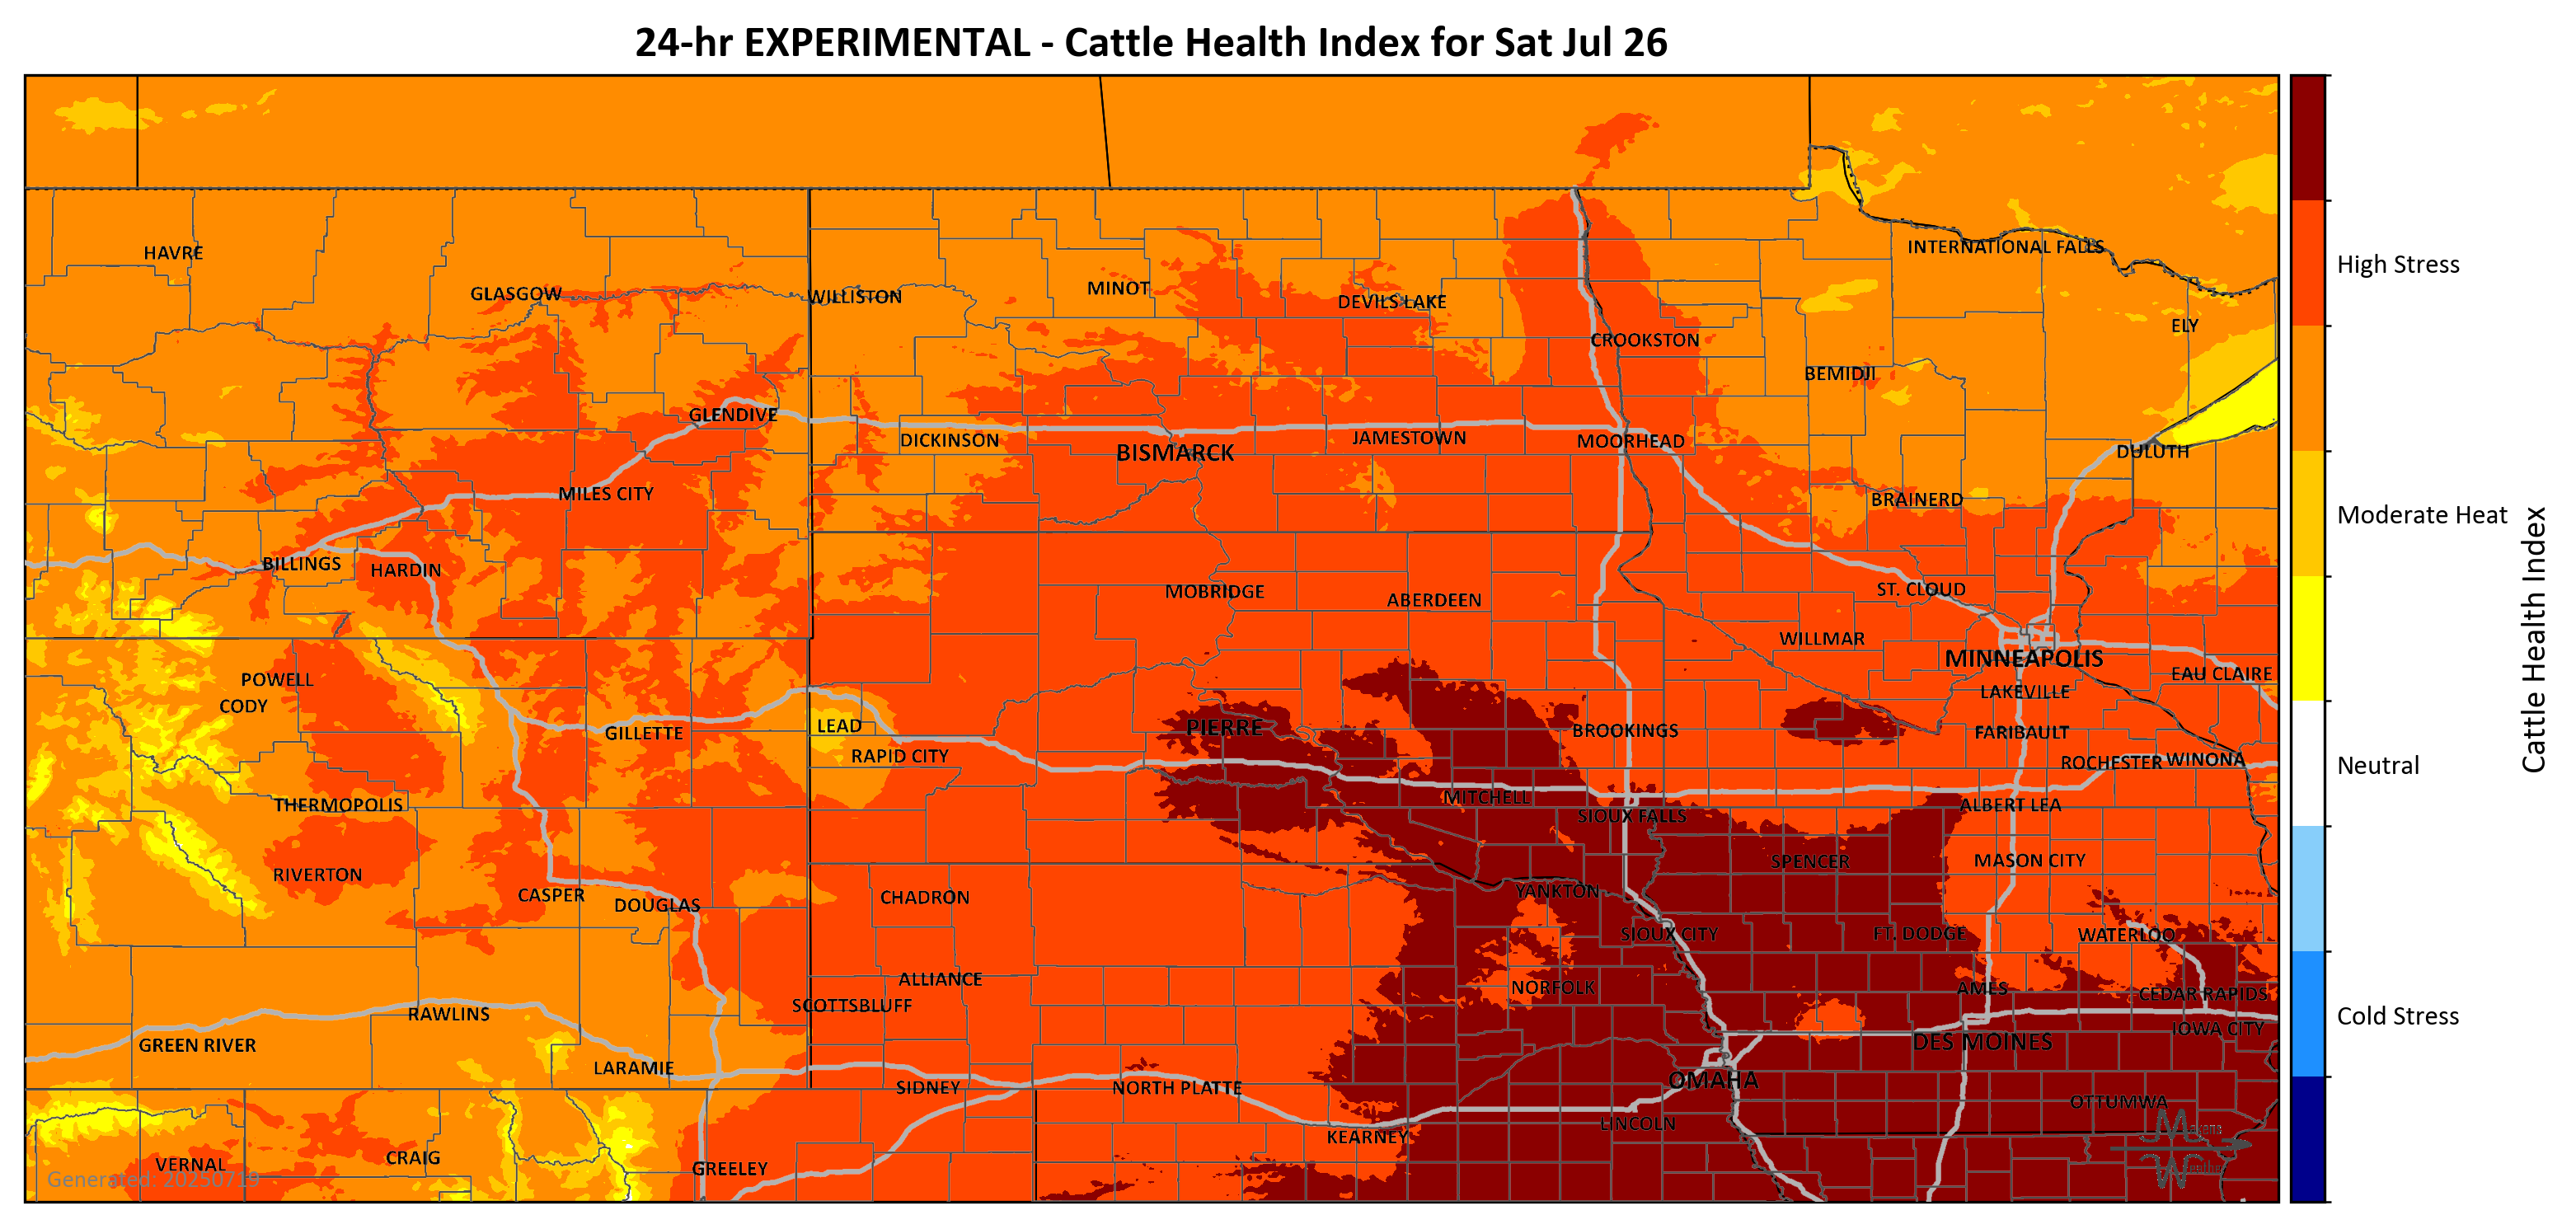 24-hr EXPERIMENTAL - Cattle Health Index for Sat Jul 26
HAVRE
INTERNATIONAL FALLS
GLASGOW
WILLISTON
MINOT
DEVILS LAKE
High Stress
CROOKSTON
ELY
BEMIDJI
GLENDIVE
DICKINSON
BISMARCK
JAMESTOWN
MOORHEAD
DULUTH
MILES CITY
BRAINERD
Moderate Heat
BILLINGS
HARDIN
MOBRIDGE
ABERDEEN
ST. CLOUD
WILLMAR
MINNEAPOLIS
POWELL
CODY
LAKEVILLE
EAU CLAIRE
GILLETTE
LEAD
PIERRE
BROOKINGS
FARIBAULT
RAPID CITY
ROCHESTER
WINONA
Neutral
Cattle Health Index
THERMOPOLIS
MITCHELL
SIOUX FALLS
ALBERT LEA
RIVERTON
SPENCER
MASON CITY
CASPER
DOUGLAS
CHADRON
YANKTON
SIOUX CITY
FT. DODGE
WATERLOO
ALLIANCE
NORFOLK
AMES
CEDAR RAPIDS
SCOTTSBLUFF
RAWLINS
Cold Stress
GREEN RIVER
IOWA CITY
DES MOINES
LARAMIE
SIDNEY
NORTH PLATTE
OMAHA
OTTUMWA
LINCOLN
KEARNEY
CRAIG
VERNAL
GREELEY
Generated: 20250719